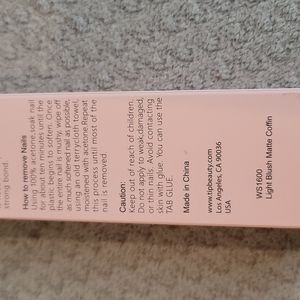 strong bond.
How to remove Nails
Using 100% acetone,soak nail
for about ten minutes until the
plastic begins to soften. Once
the entire nail is mushy, wipe off
as much softened nail as possible,
using an old terrycloth towel,
moistened with acetone.Repeat
this process until most of the
nail is removed
Caution:
Keep out of reach of children.
Do not apply to weak,damaged,
or thin nails. Avoid contacting
skin with glue. You can use the
TAB GLUE.
Made in China
www.tipbeauty.com
Los Angeles, CA 90036
USA
WS1600
Light Blush Matte Coffin